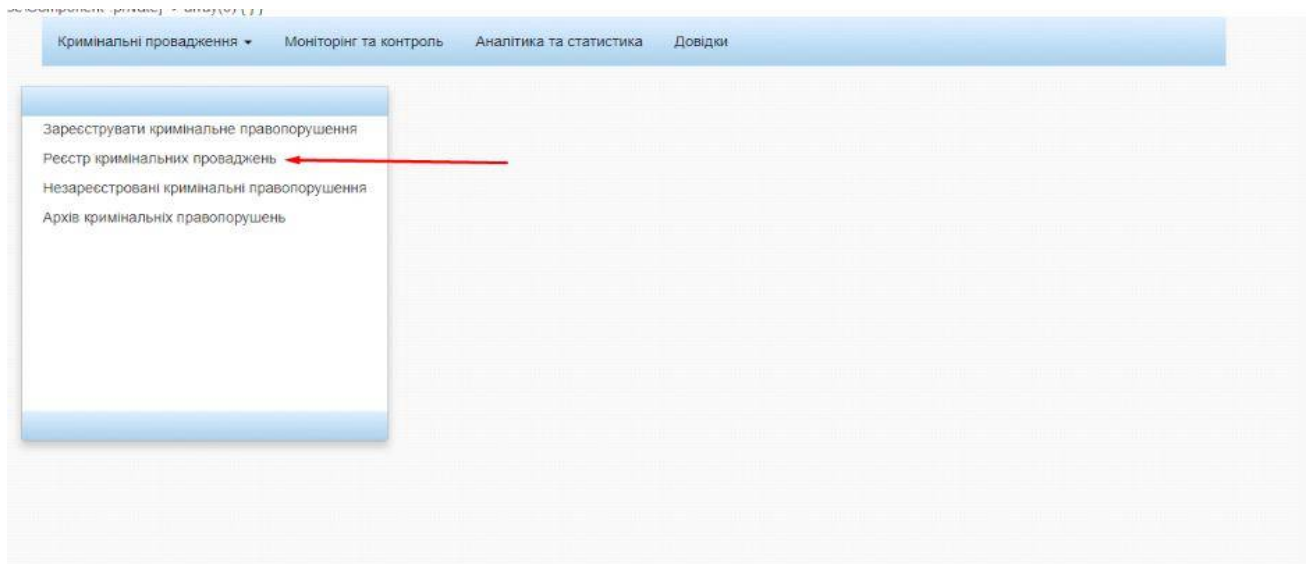 Кримінальні провадження Моніторінг та контроль Аналітика та статистика Довідки
Зареєструвати кримінальне правопорушення
Реєстр кримінальних проваджень
Незареєстровані кримінальні правопорушення
Архів кримінальніх правопорушень